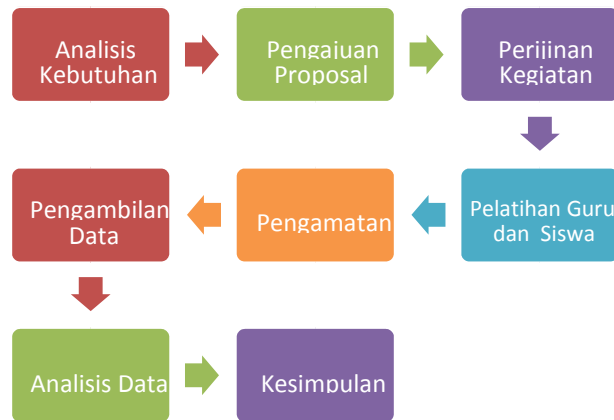 Analisis
Kebutuhan
Pengajuan
Proposal
Perijinan
Kegiatan
Pelatihan Guru
dan Siswa
Pengamatan
Pengambilan
Data
Analisis Data
Kesimpulan